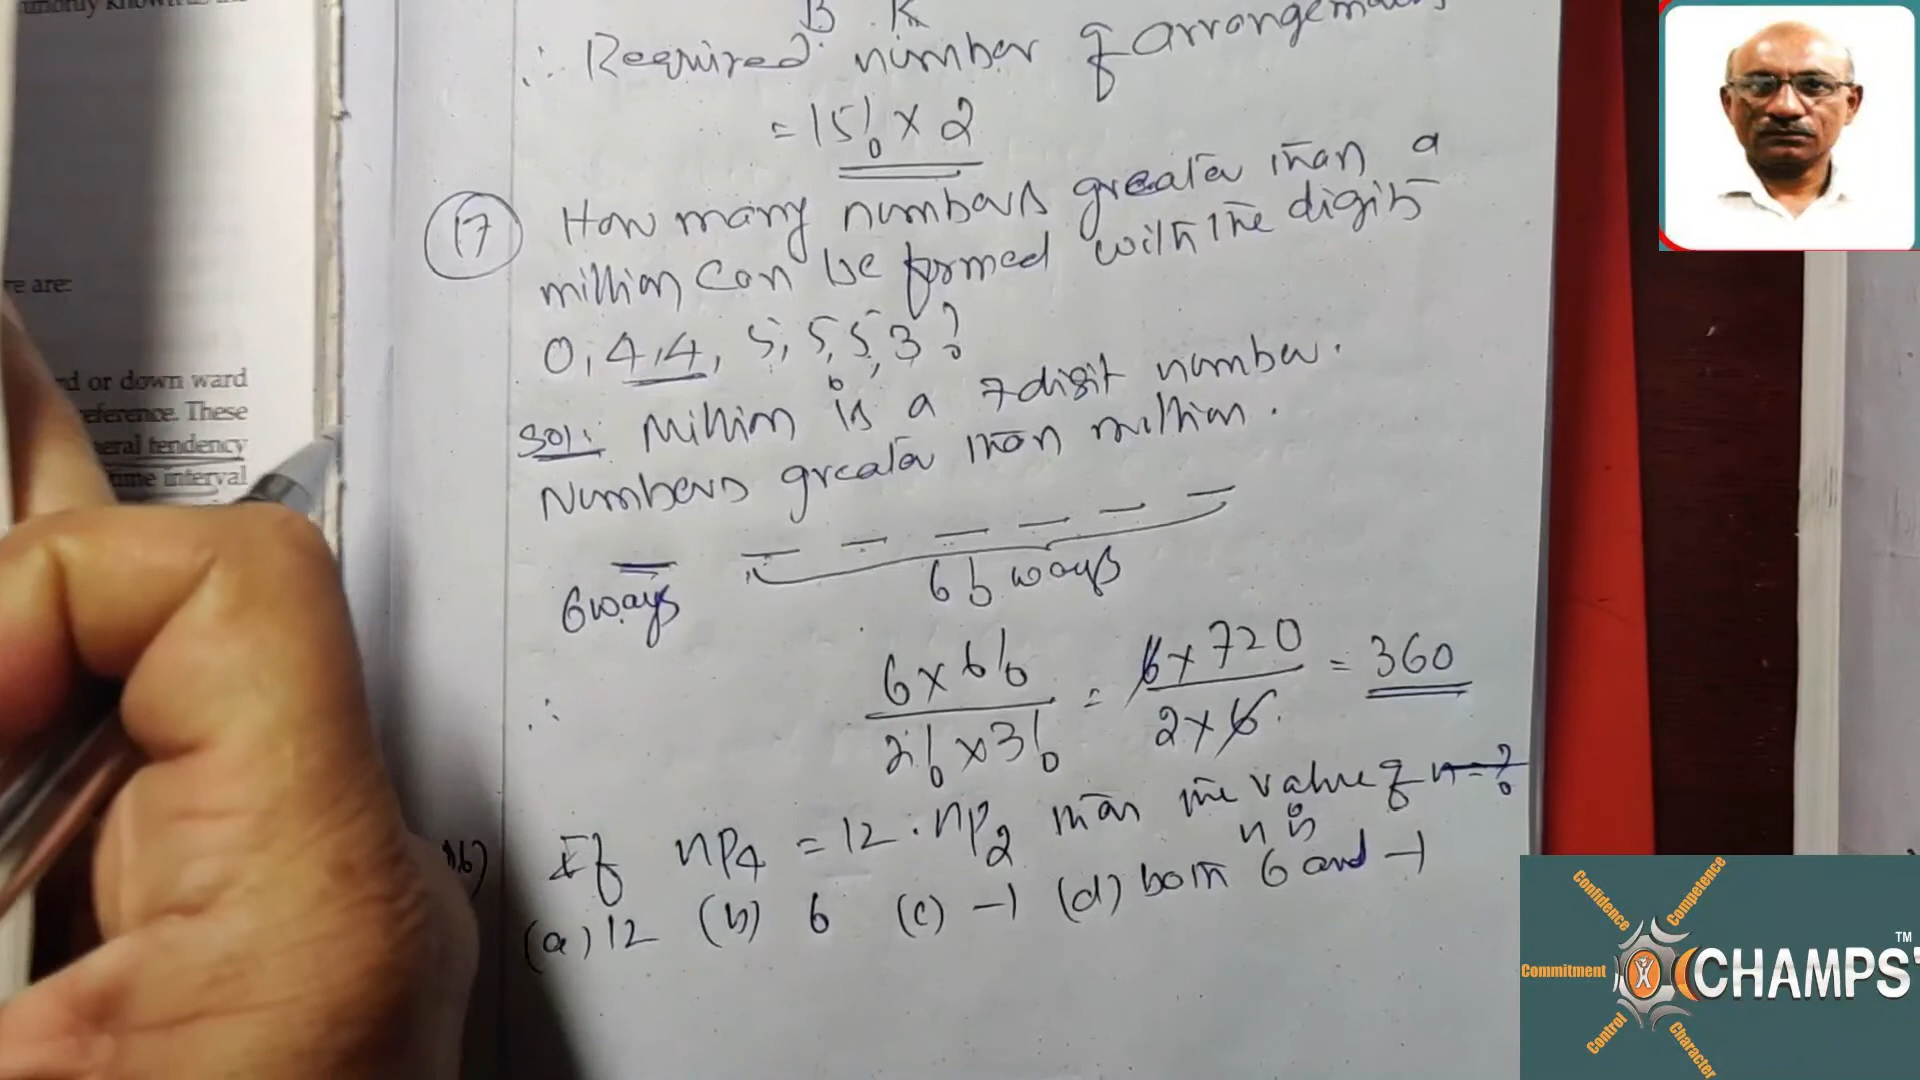 re are:
d or down ward
eference. These
eral tendency
time interval
B K
∴ Required number of arrangements
= 15! × 2
17 How many numbers greater than a
million can be formed with the digits
0, 4, 4, 5, 5, 5, 3 ?
Sol: Million is a 7 digit number.
Numbers greater than million.
6 ways 6! ways
∴ 6 × 6! / 2! × 3! = 6 × 720 / 2 × 6 = 360
16) If nP4 = 12 . nP2 then the value of n = ?
n is
(a) 12 (b) 6 (c) -1 (d) both 6 and -1
Confidence
Competence
Commitment
CHAMPS
TM
Control
Character